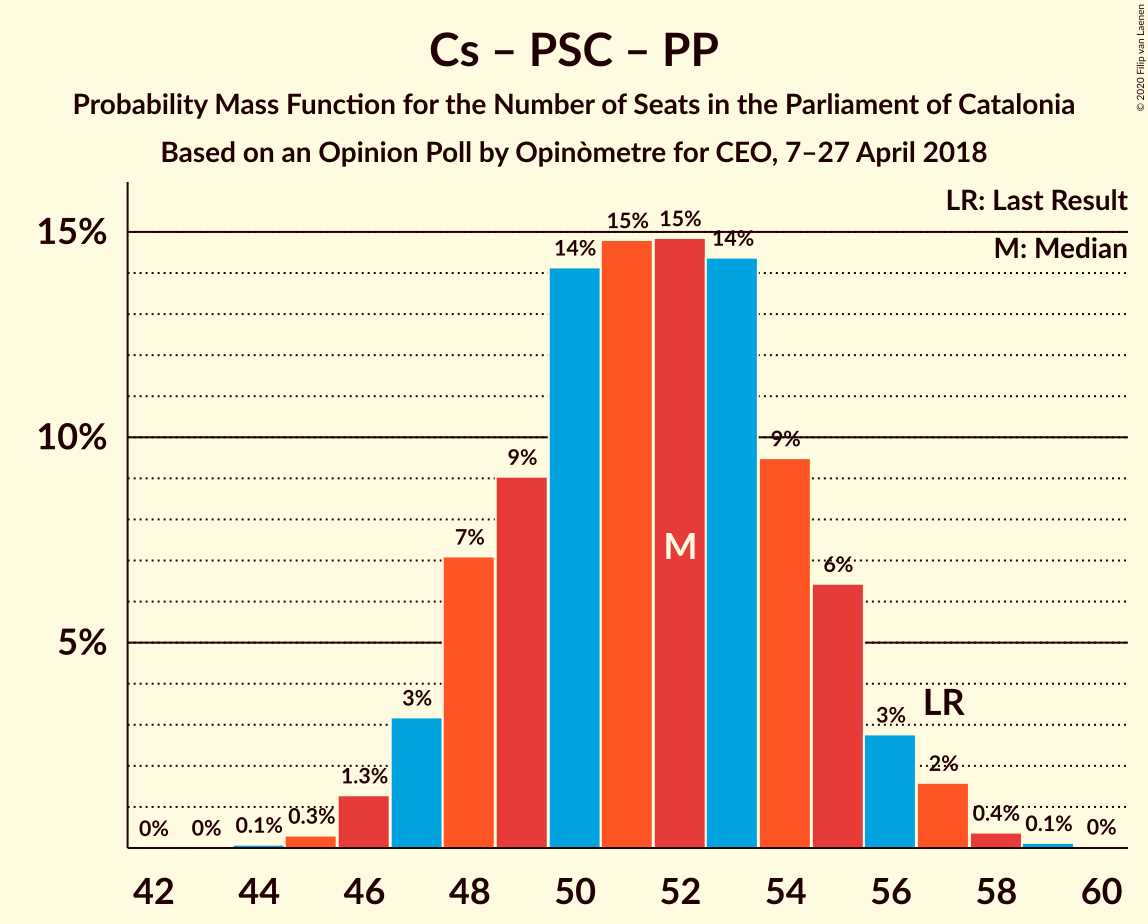 Cs – PSC – PP
Probability Mass Function for the Number of Seats in the Parliament of Catalonia
Based on an Opinion Poll by Opinòmetre for CEO, 7–27 April 2018
© 2020 Filip van Laenen
LR: Last Result
M: Median
15%
10%
5%
0%
0%
0.1%
0.3%
1.3%
3%
7%
9%
14%
15%
15%
14%
9%
6%
3%
2%
0.4%
0.1%
0%
M
LR
42 44 46 48 50 52 54 56 58 60